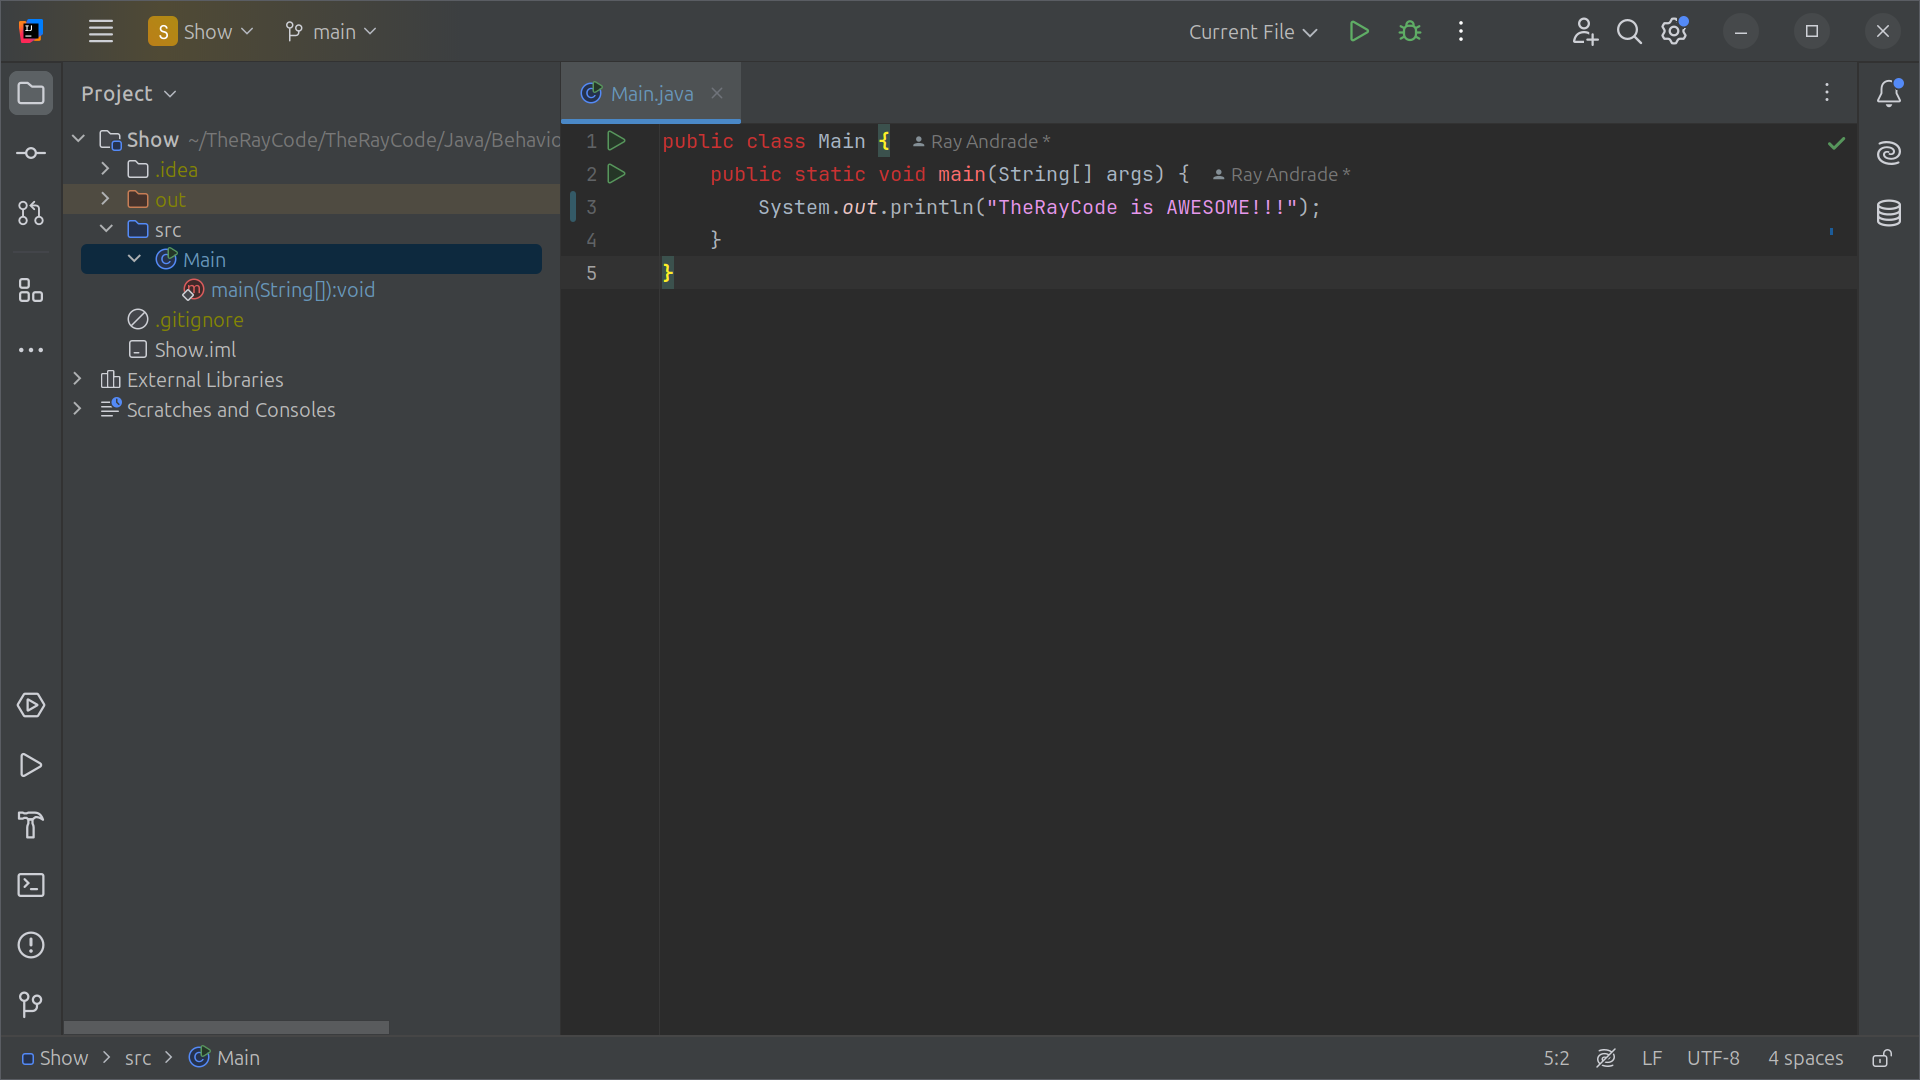 S Show main Current File
Project
Main.java ×
Show ~/TheRayCode/TheRayCode/Java/Behavio
.idea
out
src
Main
main(String[]):void
.gitignore
Show.iml
External Libraries
Scratches and Consoles
1 public class Main { Ray Andrade *
2 public static void main(String[] args) { Ray Andrade *
3 System.out.println("TheRayCode is AWESOME!!!");
4 }
5 }
Show > src > Main
5:2 LF UTF-8 4 spaces